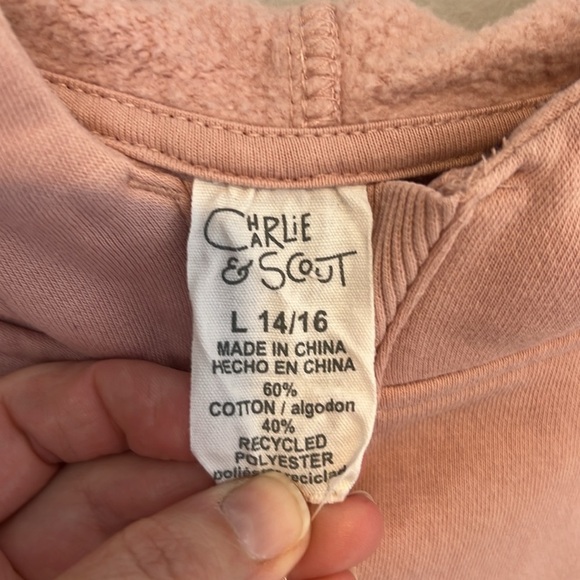 CHARLIE
& SCOUT
L 14/16
MADE IN CHINA
HECHO EN CHINA
60%
COTTON / algodon
40%
RECYCLED
POLYESTER